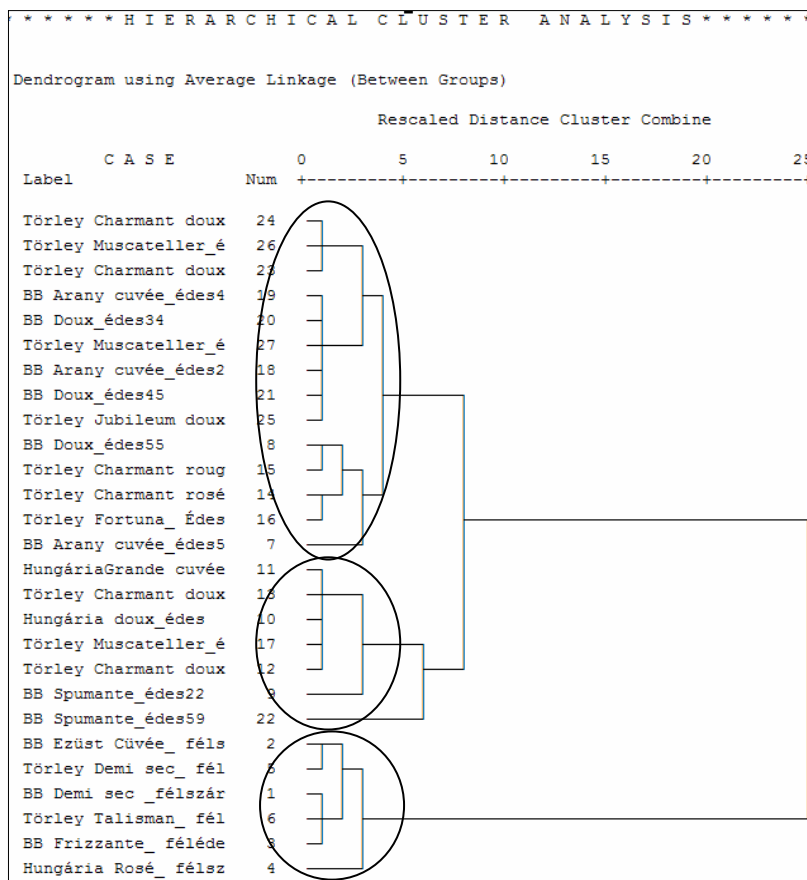 * * * * * * H I E R A R C H I C A L   C L U S T E R   A N A L Y S I S * * * * * *
Dendrogram using Average Linkage (Between Groups)
Rescaled Distance Cluster Combine
C A S E 0 5 10 15 20 25
Label Num +---------+---------+---------+---------+---------+
Törley Charmant doux 24
Törley Muscateller_é 26
Törley Charmant doux 23
BB Arany cuvée_édes4 19
BB Doux_édes34 20
Törley Muscateller_é 27
BB Arany cuvée_édes2 18
BB Doux_édes45 21
Törley Jubileum doux 25
BB Doux_édes55 8
Törley Charmant roug 15
Törley Charmant rosé 14
Törley Fortuna_ Édes 16
BB Arany cuvée_édes5 7
HungáriaGrande cuvée 11
Törley Charmant doux 13
Hungária doux_édes 10
Törley Muscateller_é 17
Törley Charmant doux 12
BB Spumante_édes22 9
BB Spumante_édes59 22
BB Ezüst Cüvée_ féls 2
Törley Demi sec_ fél 5
BB Demi sec _félszár 1
Törley Talisman_ fél 6
BB Frizzante_ féléde 3
Hungária Rosé_ félsz 4